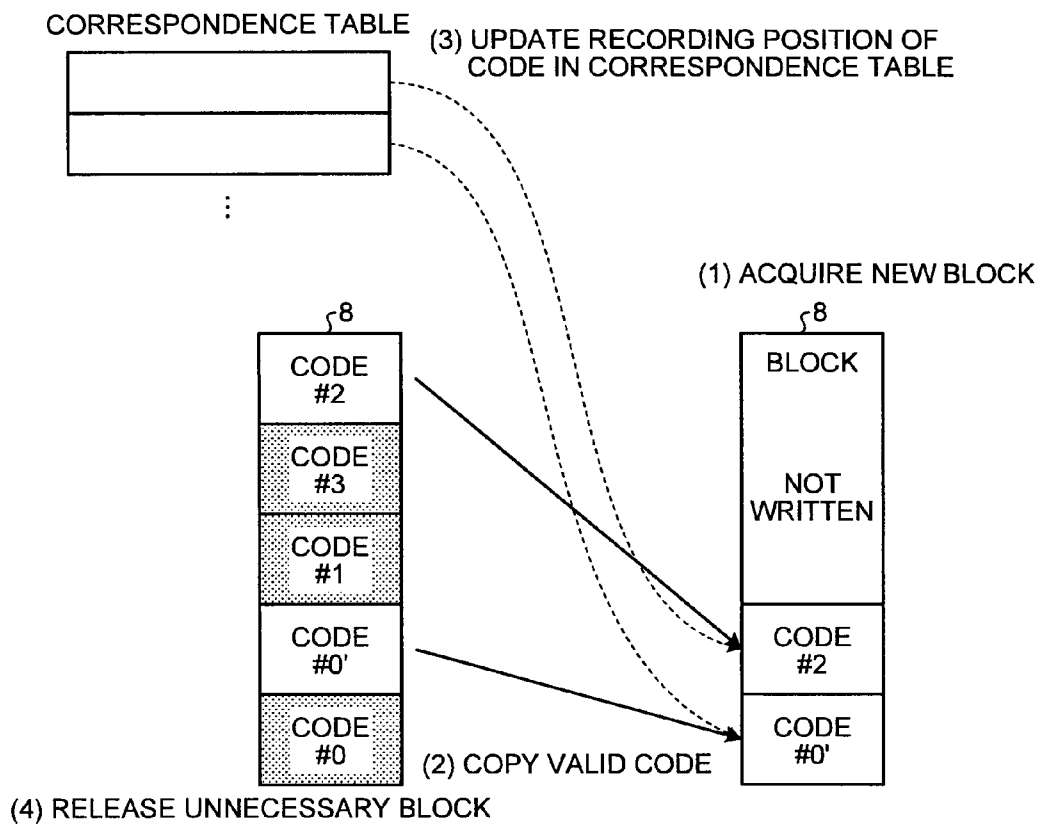 CORRESPONDENCE TABLE
(3) UPDATE RECORDING POSITION OF
CODE IN CORRESPONDENCE TABLE
⋮
(1) ACQUIRE NEW BLOCK
8
CODE
#2
CODE
#3
CODE
#1
CODE
#0'
CODE
#0
8
BLOCK
NOT
WRITTEN
CODE
#2
CODE
#0'
(2) COPY VALID CODE
(4) RELEASE UNNECESSARY BLOCK